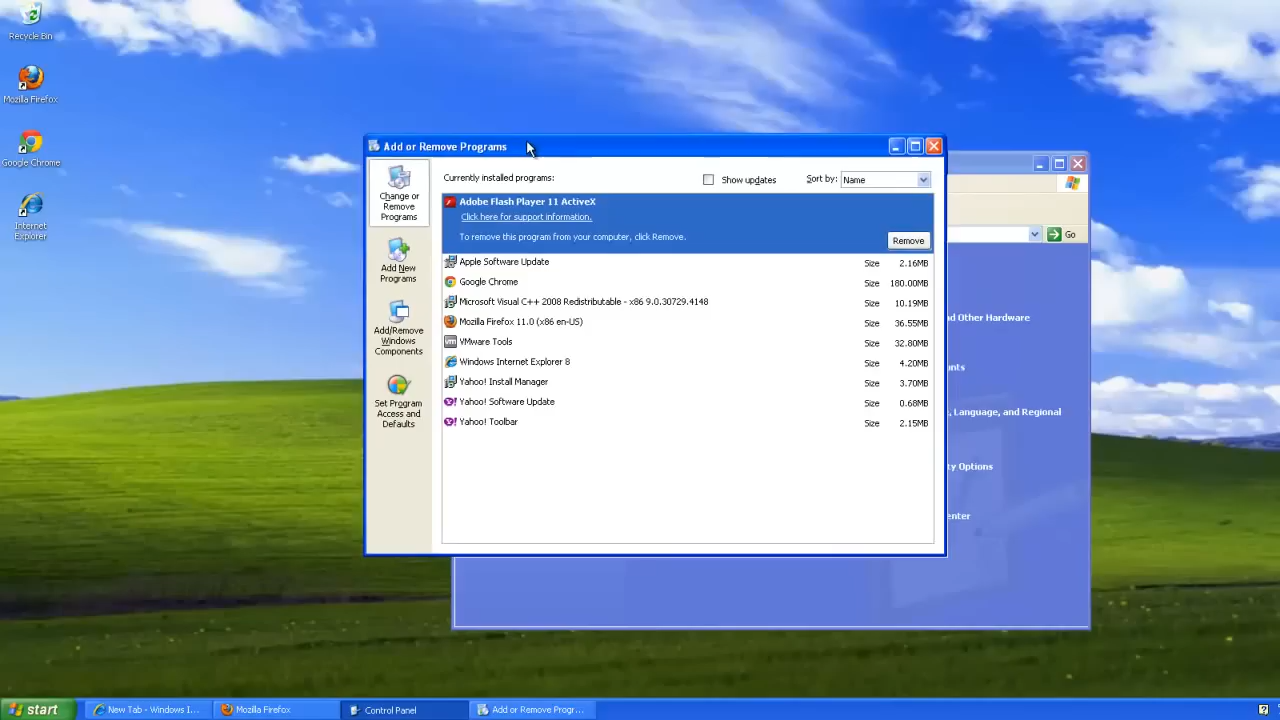 Recycle Bin
Mozilla Firefox
Google Chrome
Internet
Explorer
Add or Remove Programs
Change or
Remove
Programs
Add New
Programs
Add/Remove
Windows
Components
Set Program
Access and
Defaults
Currently installed programs:
Show updates
Sort by:
Name
Adobe Flash Player 11 ActiveX
Click here for support information.
To remove this program from your computer, click Remove.
Remove
Apple Software Update Size 2.16MB
Google Chrome Size 180.00MB
Microsoft Visual C++ 2008 Redistributable - x86 9.0.30729.4148 Size 10.19MB
Mozilla Firefox 11.0 (x86 en-US) Size 36.55MB
vm VMware Tools Size 32.80MB
Windows Internet Explorer 8 Size 4.20MB
Yahoo! Install Manager Size 3.70MB
Y! Yahoo! Software Update Size 0.68MB
Y! Yahoo! Toolbar Size 2.15MB
Go
nd Other Hardware
unts
, Language, and Regional
ty Options
enter
start
New Tab - Windows I...
Mozilla Firefox
Control Panel
Add or Remove Progr...
?